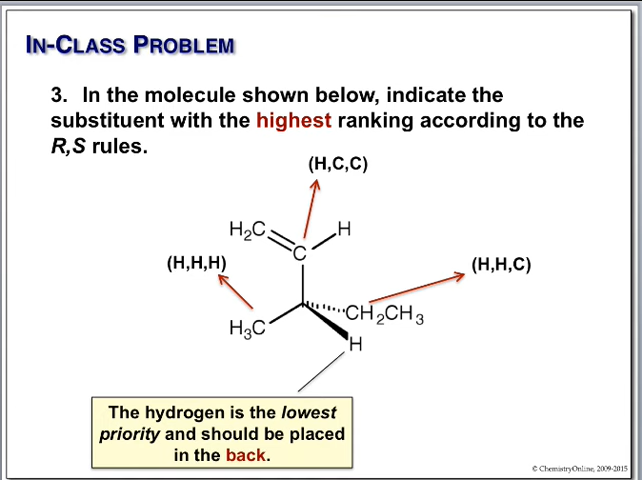 IN-CLASS PROBLEM
3. In the molecule shown below, indicate the
substituent with the highest ranking according to the
R,S rules.
(H,C,C)
H₂C
H
C
(H,H,H)
(H,H,C)
CH₂CH₃
H₃C
H
The hydrogen is the lowest
priority and should be placed
in the back.
© ChemistryOnline, 2009-2015